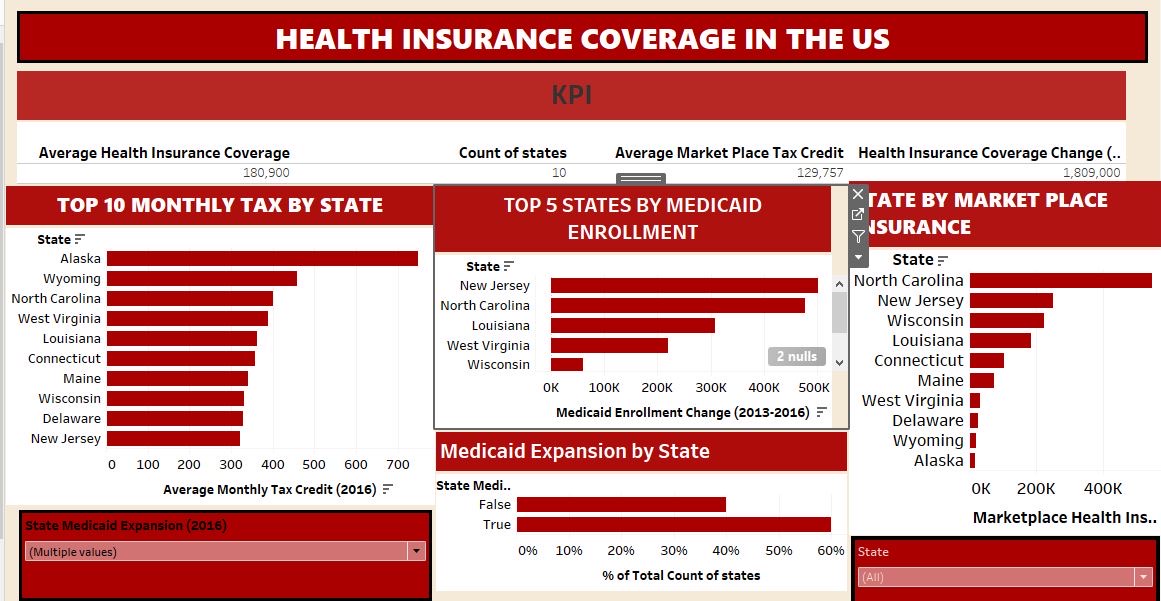 HEALTH INSURANCE COVERAGE IN THE US
KPI
Average Health Insurance Coverage
Count of states
Average Market Place Tax Credit
Health Insurance Coverage Change (..
180,900
10
129,757
1,809,000
TOP 10 MONTHLY TAX BY STATE
State
Alaska
Wyoming
North Carolina
West Virginia
Louisiana
Connecticut
Maine
Wisconsin
Delaware
New Jersey
0 100 200 300 400 500 600 700
Average Monthly Tax Credit (2016)
State Medicaid Expansion (2016)
(Multiple values)
TOP 5 STATES BY MEDICAID
ENROLLMENT
State
New Jersey
North Carolina
Louisiana
West Virginia
Wisconsin
2 nulls
0K 100K 200K 300K 400K 500K
Medicaid Enrollment Change (2013-2016)
Medicaid Expansion by State
State Medi..
False
True
0% 10% 20% 30% 40% 50% 60%
% of Total Count of states
TATE BY MARKET PLACE
NSURANCE
State
North Carolina
New Jersey
Wisconsin
Louisiana
Connecticut
Maine
West Virginia
Delaware
Wyoming
Alaska
0K 200K 400K
Marketplace Health Ins..
State
(All)